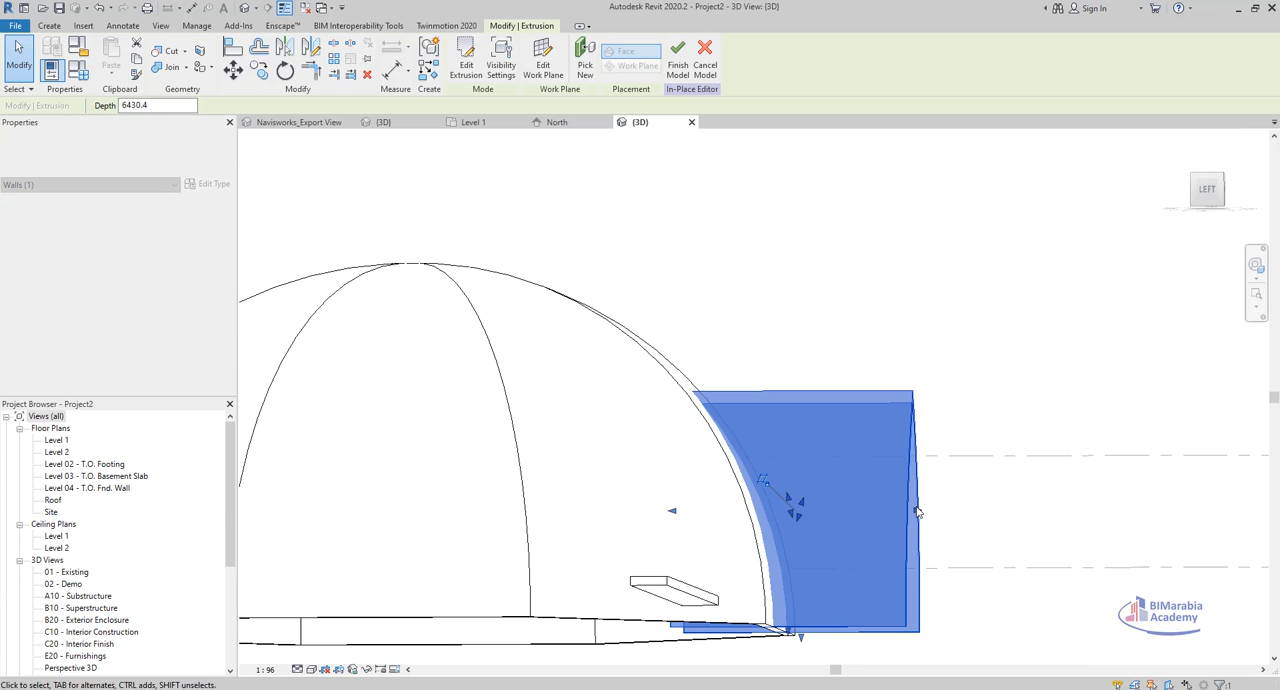 Autodesk Revit 2020.2 - Project2 - 3D View: {3D}
Sign In
File Create Insert Annotate View Manage Add-Ins Enscape™ BIM Interoperability Tools Twinmotion 2020 Modify | Extrusion
Modify
Paste
Cut
Join
Edit Extrusion
Visibility Settings
Edit Work Plane
Pick New
Face
Work Plane
Finish Model
Cancel Model
Select Properties Clipboard Geometry Modify Measure Create Mode Work Plane Placement In-Place Editor
Modify | Extrusion Depth 6430.4
Properties
Navisworks_Export View {3D} Level 1 North {3D}
Walls (1) Edit Type
LEFT
Project Browser - Project2
Views (all)
Floor Plans
Level 1
Level 2
Level 02 - T.O. Footing
Level 03 - T.O. Basement Slab
Level 04 - T.O. Fnd. Wall
Roof
Site
Ceiling Plans
Level 1
Level 2
3D Views
01 - Existing
02 - Demo
A10 - Substructure
B10 - Superstructure
B20 - Exterior Enclosure
C10 - Interior Construction
C20 - Interior Finish
E20 - Furnishings
Perspective 3D
BIMarabia
Academy
1 : 96
Click to select, TAB for alternates, CTRL adds, SHIFT unselects.
:1